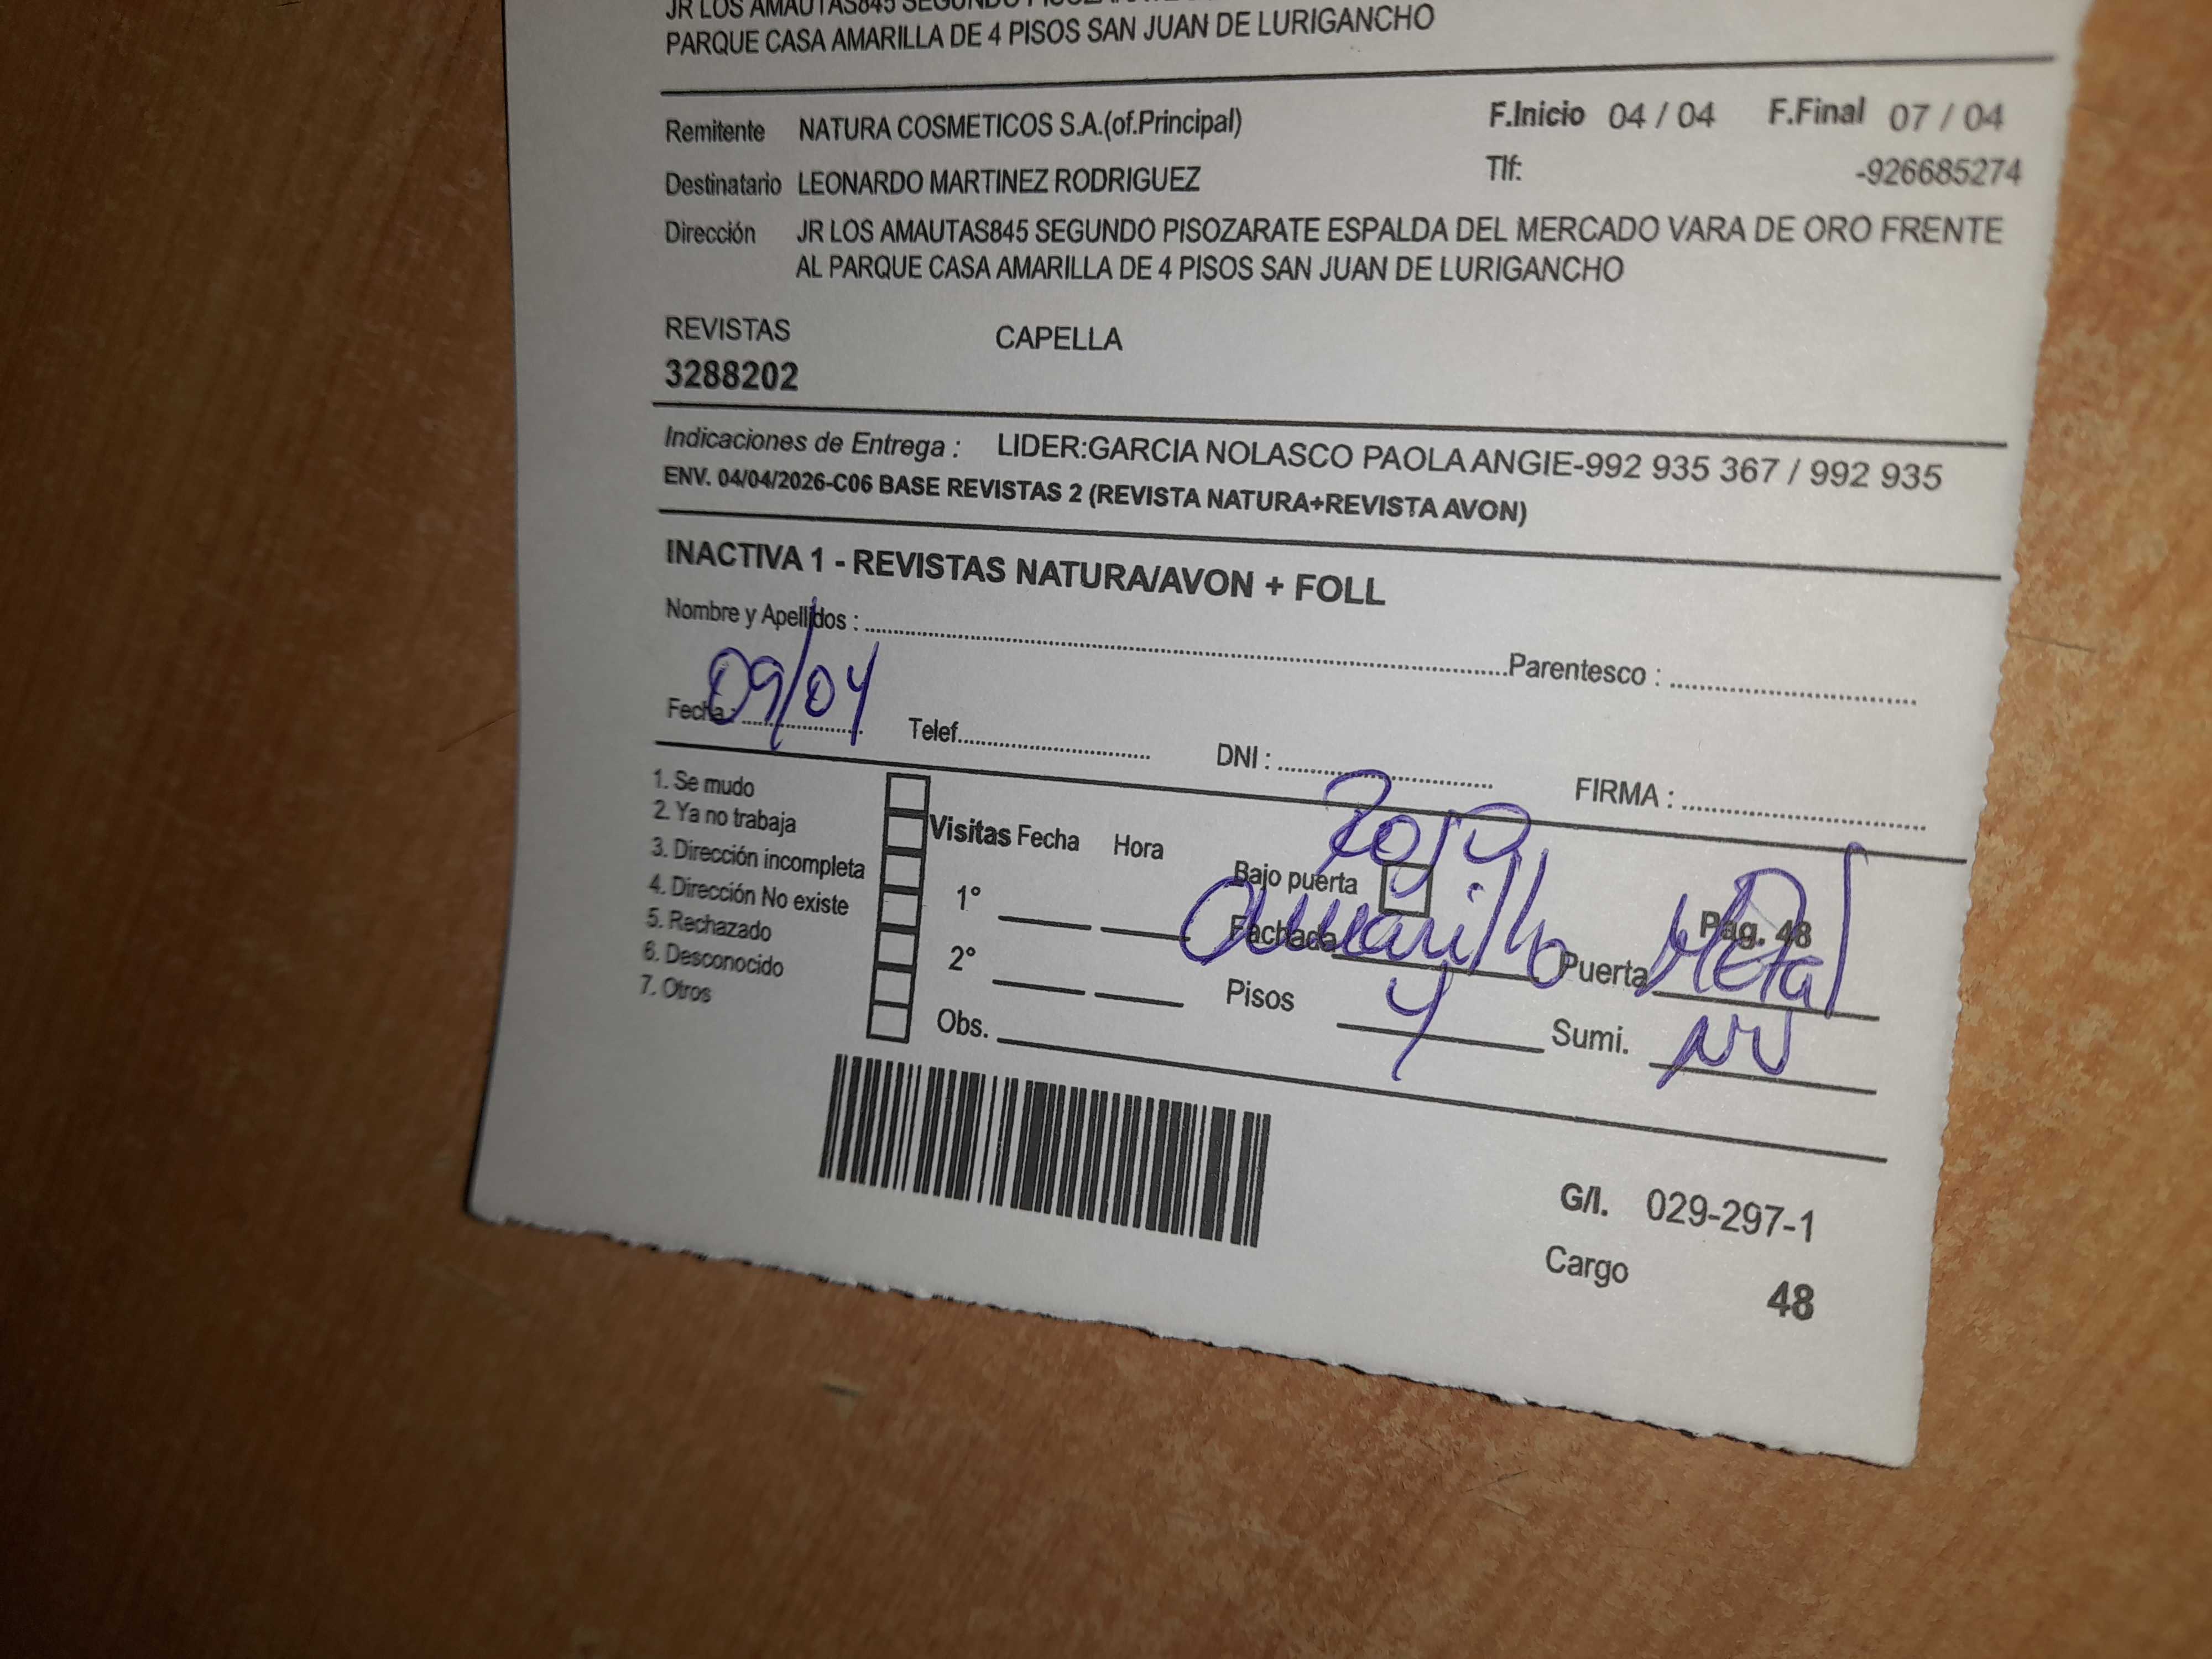 PARQUE CASA AMARILLA DE 4 PISOS SAN JUAN DE LURIGANCHO
Remitente NATURA COSMETICOS S.A.(of.Principal) F.Inicio 04 / 04 F.Final 07 / 04
Destinatario LEONARDO MARTINEZ RODRIGUEZ Tlf: -926685274
Dirección JR LOS AMAUTAS845 SEGUNDO PISOZARATE ESPALDA DEL MERCADO VARA DE ORO FRENTE
AL PARQUE CASA AMARILLA DE 4 PISOS SAN JUAN DE LURIGANCHO
REVISTAS CAPELLA
3288202
Indicaciones de Entrega : LIDER:GARCIA NOLASCO PAOLA ANGIE-992 935 367 / 992 935
ENV. 04/04/2026-C06 BASE REVISTAS 2 (REVISTA NATURA+REVISTA AVON)
INACTIVA 1 - REVISTAS NATURA/AVON + FOLL
Nombre y Apellidos : Parentesco :
Fecha : 09/04 Telef. DNI : FIRMA :
1. Se mudo
2. Ya no trabaja
3. Dirección incompleta
4. Dirección No existe
5. Rechazado
6. Desconocido
7. Otros
Visitas Fecha Hora
1°
2°
Obs.
Bajo puerta Pag. 48
Fachada amarillo Puerta Metal
Pisos 4 Sumi.
G/I. 029-297-1
Cargo 48